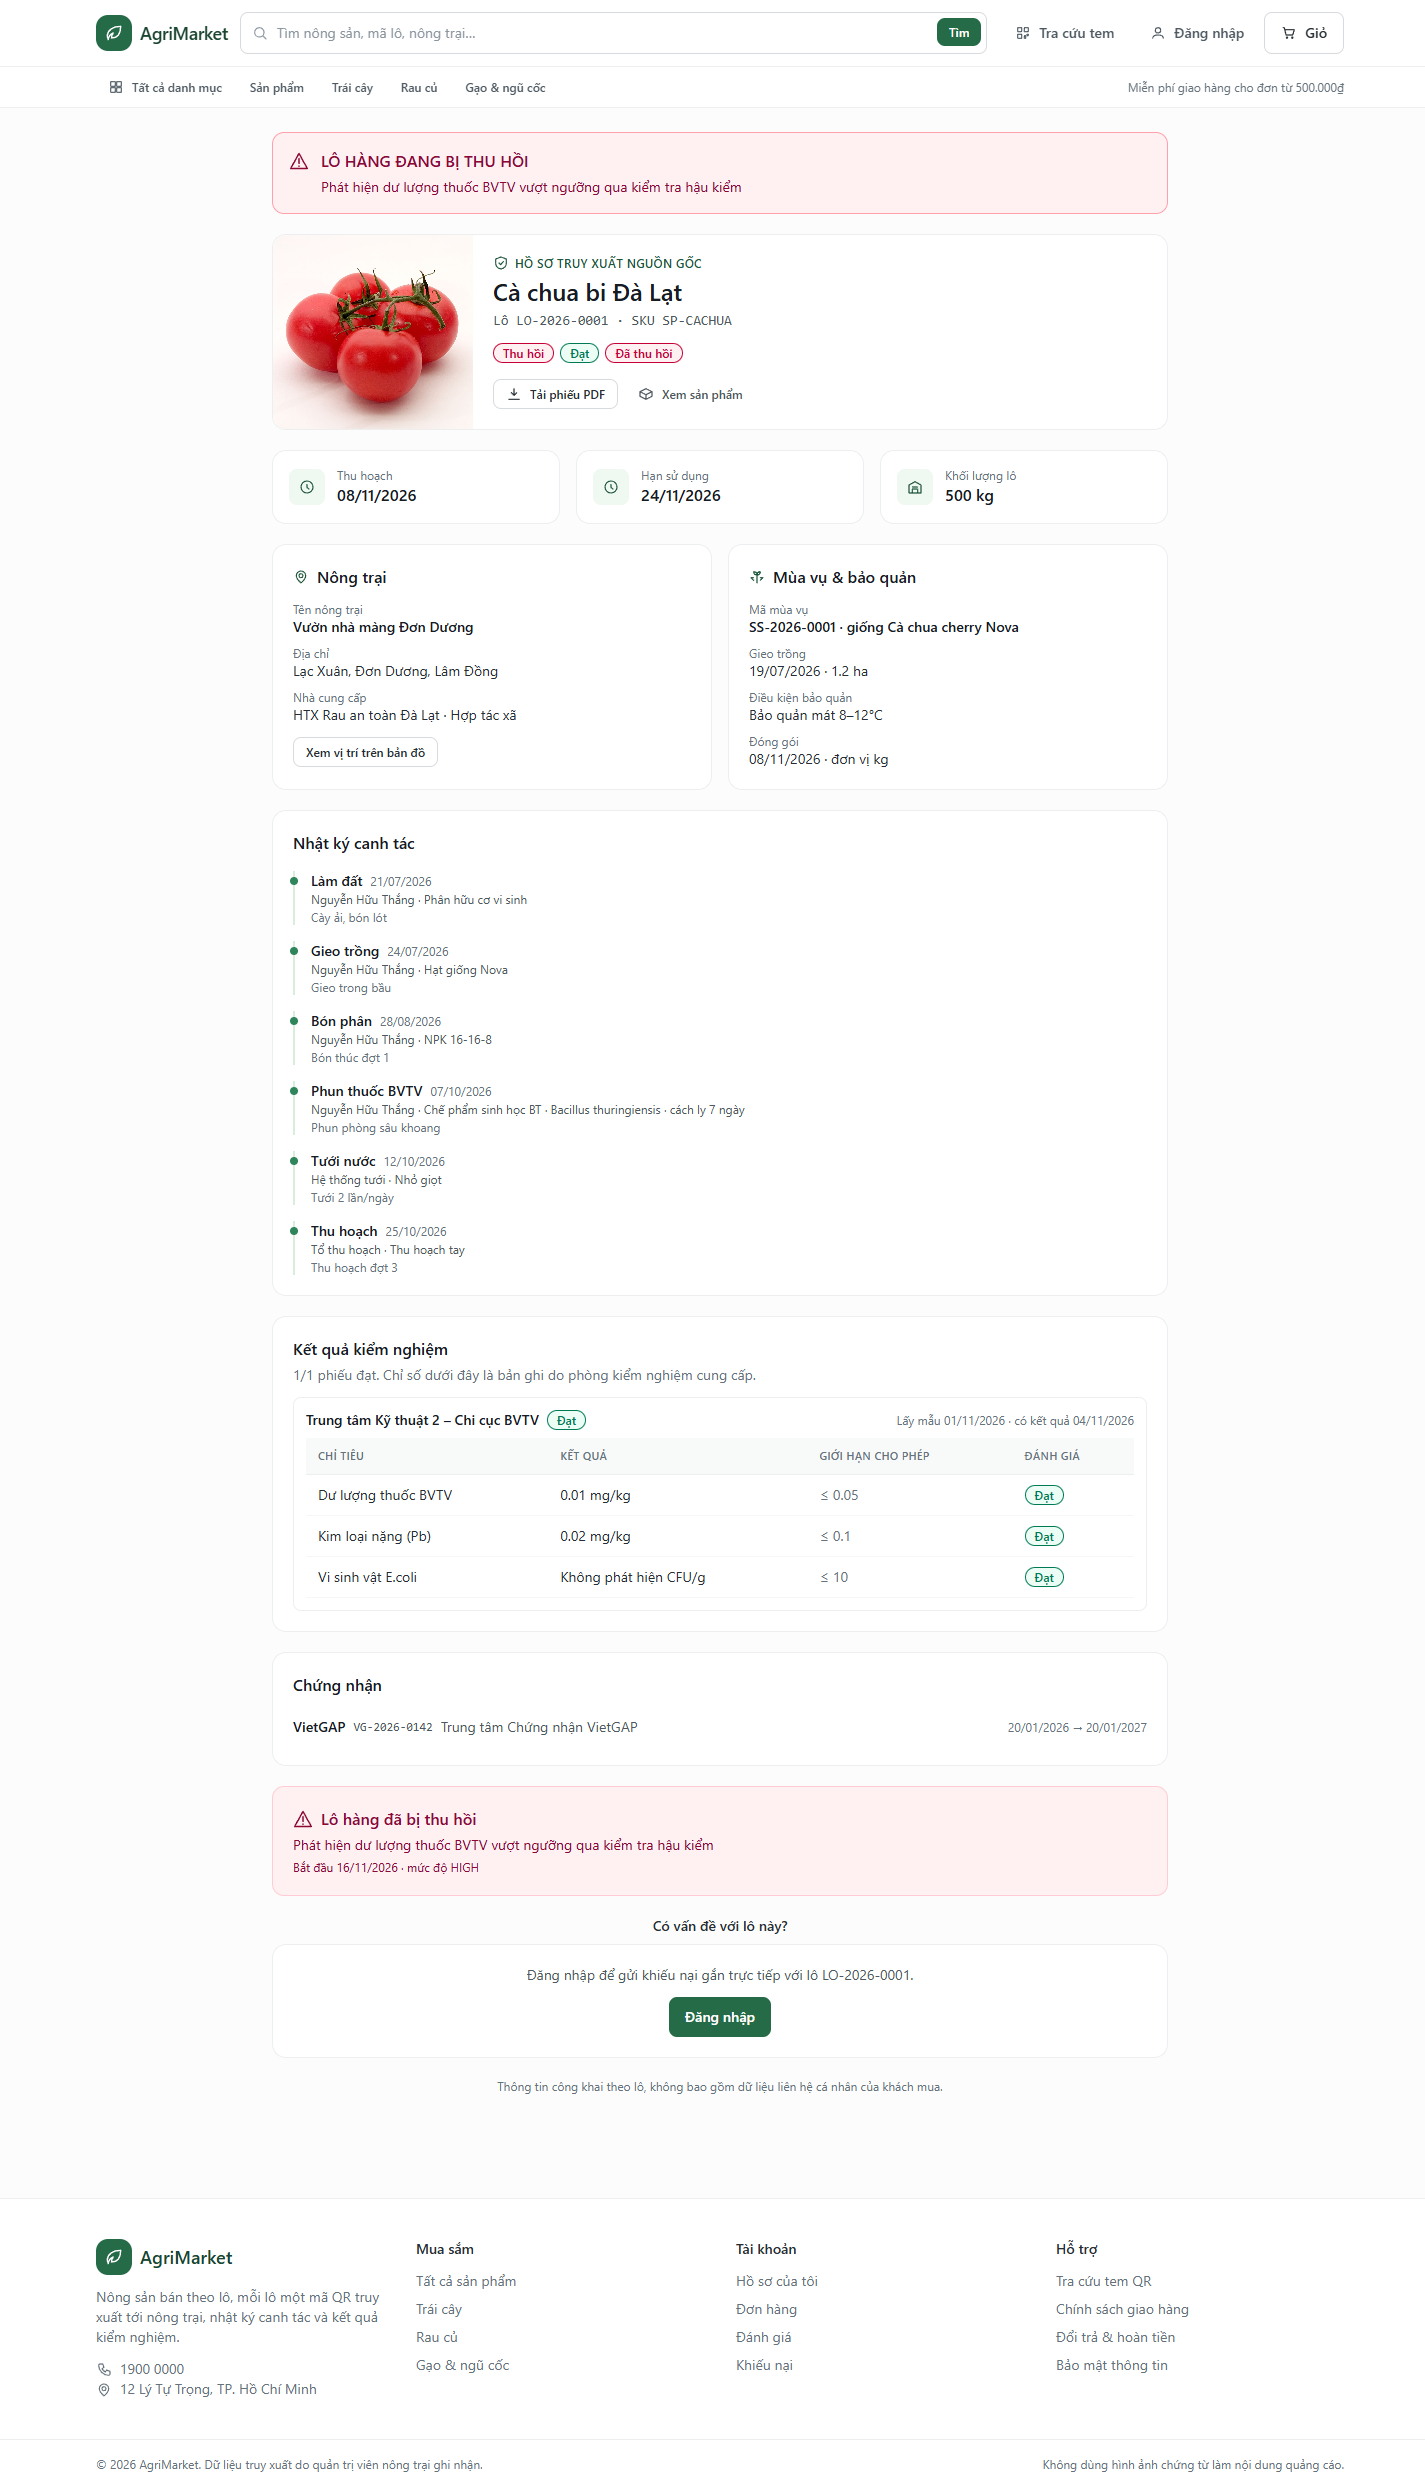 AgriMarket
Tìm nông sản, mã lô, nông trại...
Tìm
Tra cứu tem
Đăng nhập
Giỏ
Tất cả danh mục
Sản phẩm
Trái cây
Rau củ
Gạo & ngũ cốc
Miễn phí giao hàng cho đơn từ 500.000₫
LÔ HÀNG ĐANG BỊ THU HỒI
Phát hiện dư lượng thuốc BVTV vượt ngưỡng qua kiểm tra hậu kiểm
HỒ SƠ TRUY XUẤT NGUỒN GỐC
Cà chua bi Đà Lạt
Lô LO-2026-0001 · SKU SP-CACHUA
Thu hồi
Đạt
Đã thu hồi
Tải phiếu PDF
Xem sản phẩm
Thu hoạch
08/11/2026
Hạn sử dụng
24/11/2026
Khối lượng lô
500 kg
Nông trại
Tên nông trại
Vườn nhà màng Đơn Dương
Địa chỉ
Lạc Xuân, Đơn Dương, Lâm Đồng
Nhà cung cấp
HTX Rau an toàn Đà Lạt · Hợp tác xã
Xem vị trí trên bản đồ
Mùa vụ & bảo quản
Mã mùa vụ
SS-2026-0001 · giống Cà chua cherry Nova
Gieo trồng
19/07/2026 · 1.2 ha
Điều kiện bảo quản
Bảo quản mát 8–12°C
Đóng gói
08/11/2026 · đơn vị kg
Nhật ký canh tác
Làm đất 21/07/2026
Nguyễn Hữu Thắng · Phân hữu cơ vi sinh
Cày ải, bón lót
Gieo trồng 24/07/2026
Nguyễn Hữu Thắng · Hạt giống Nova
Gieo trong bầu
Bón phân 28/08/2026
Nguyễn Hữu Thắng · NPK 16-16-8
Bón thúc đợt 1
Phun thuốc BVTV 07/10/2026
Nguyễn Hữu Thắng · Chế phẩm sinh học BT · Bacillus thuringiensis · cách ly 7 ngày
Phun phòng sâu khoang
Tưới nước 12/10/2026
Hệ thống tưới · Nhỏ giọt
Tưới 2 lần/ngày
Thu hoạch 25/10/2026
Tổ thu hoạch · Thu hoạch tay
Thu hoạch đợt 3
Kết quả kiểm nghiệm
1/1 phiếu đạt. Chỉ số dưới đây là bản ghi do phòng kiểm nghiệm cung cấp.
Trung tâm Kỹ thuật 2 – Chi cục BVTV Đạt
Lấy mẫu 01/11/2026 · có kết quả 04/11/2026
CHỈ TIÊU KẾT QUẢ GIỚI HẠN CHO PHÉP ĐÁNH GIÁ
Dư lượng thuốc BVTV 0.01 mg/kg ≤ 0.05 Đạt
Kim loại nặng (Pb) 0.02 mg/kg ≤ 0.1 Đạt
Vi sinh vật E.coli Không phát hiện CFU/g ≤ 10 Đạt
Chứng nhận
VietGAP VG-2026-0142 Trung tâm Chứng nhận VietGAP 20/01/2026 → 20/01/2027
Lô hàng đã bị thu hồi
Phát hiện dư lượng thuốc BVTV vượt ngưỡng qua kiểm tra hậu kiểm
Bắt đầu 16/11/2026 · mức độ HIGH
Có vấn đề với lô này?
Đăng nhập để gửi khiếu nại gắn trực tiếp với lô LO-2026-0001.
Đăng nhập
Thông tin công khai theo lô, không bao gồm dữ liệu liên hệ cá nhân của khách mua.
AgriMarket
Nông sản bán theo lô, mỗi lô một mã QR truy
xuất tới nông trại, nhật ký canh tác và kết quả
kiểm nghiệm.
1900 0000
12 Lý Tự Trọng, TP. Hồ Chí Minh
Mua sắm
Tất cả sản phẩm
Trái cây
Rau củ
Gạo & ngũ cốc
Tài khoản
Hồ sơ của tôi
Đơn hàng
Đánh giá
Khiếu nại
Hỗ trợ
Tra cứu tem QR
Chính sách giao hàng
Đổi trả & hoàn tiền
Bảo mật thông tin
© 2026 AgriMarket. Dữ liệu truy xuất do quản trị viên nông trại ghi nhận.
Không dùng hình ảnh chứng từ làm nội dung quảng cáo.